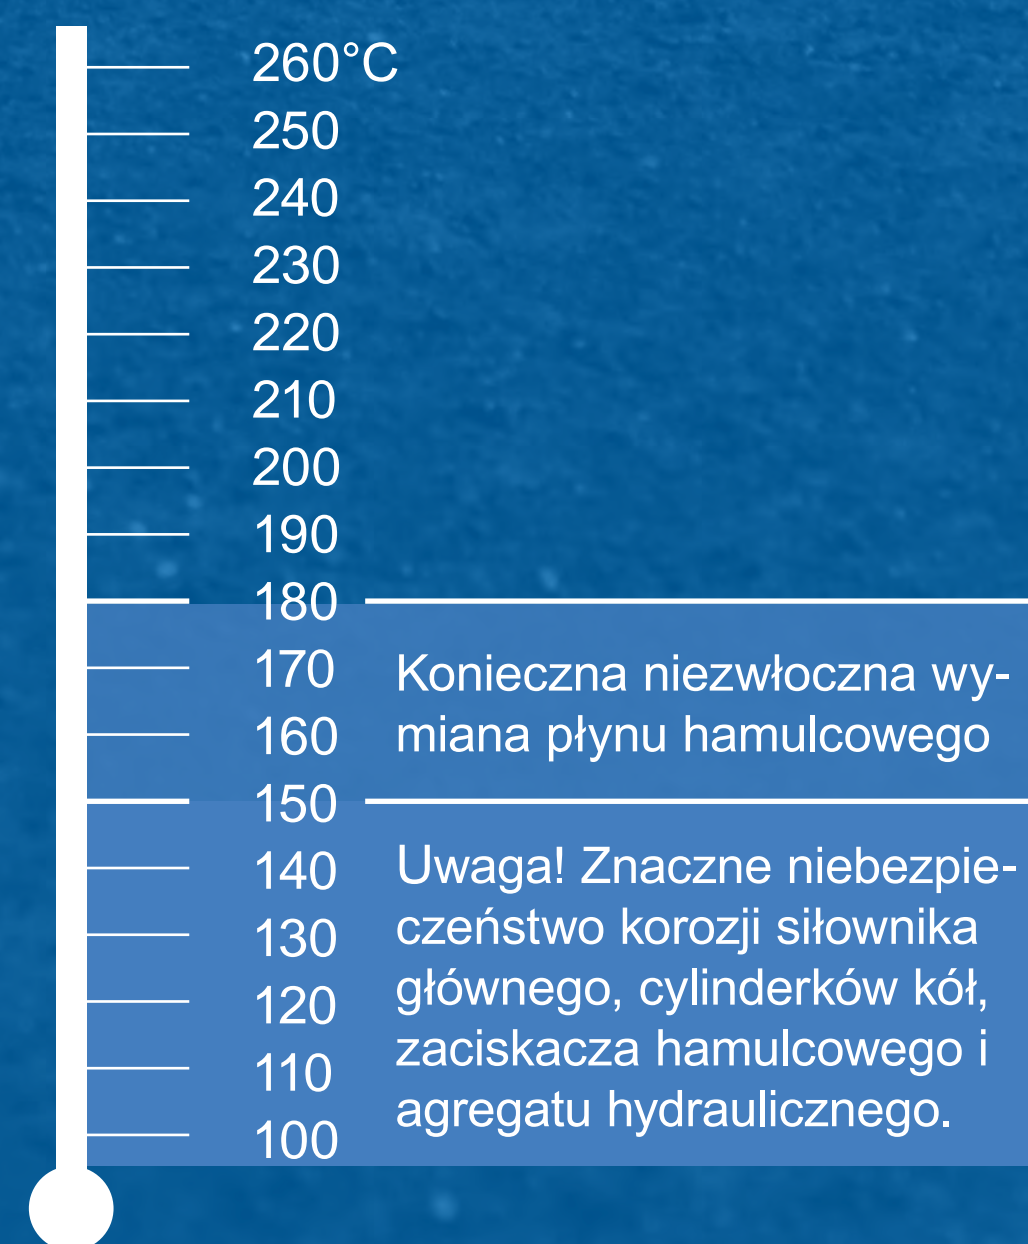 260°C
250
240
230
220
210
200
190
180
170
160
Konieczna niezwłoczna wy-
miana płynu hamulcowego
150
140
130
120
110
100
Uwaga! Znaczne niebezpie-
czeństwo korozji siłownika
głównego, cylinderków kół,
zaciskacza hamulcowego i
agregatu hydraulicznego.